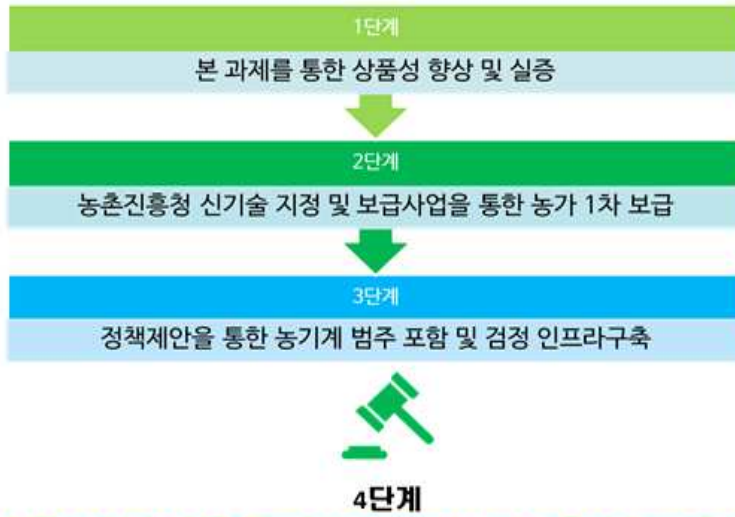 1단계
본 과제를 통한 상품성 향상 및 실증
2단계
농촌진흥청 신기술 지정 및 보급사업을 통한 농가 1차 보급
3단계
정책제안을 통한 농기계 범주 포함 및 검정 인프라구축
4단계